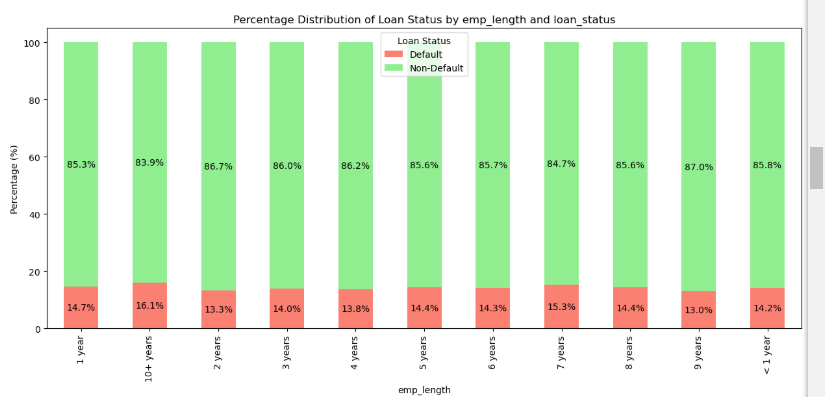 Percentage Distribution of Loan Status by emp_length and loan_status
Loan Status
Default
Non-Default
Percentage (%)
100
80
60
40
20
0
85.3%
83.9%
86.7%
86.0%
86.2%
85.6%
85.7%
84.7%
85.6%
87.0%
85.8%
14.7%
16.1%
13.3%
14.0%
13.8%
14.4%
14.3%
15.3%
14.4%
13.0%
14.2%
1 year
10+ years
2 years
3 years
4 years
5 years
6 years
7 years
8 years
9 years
< 1 year
emp_length